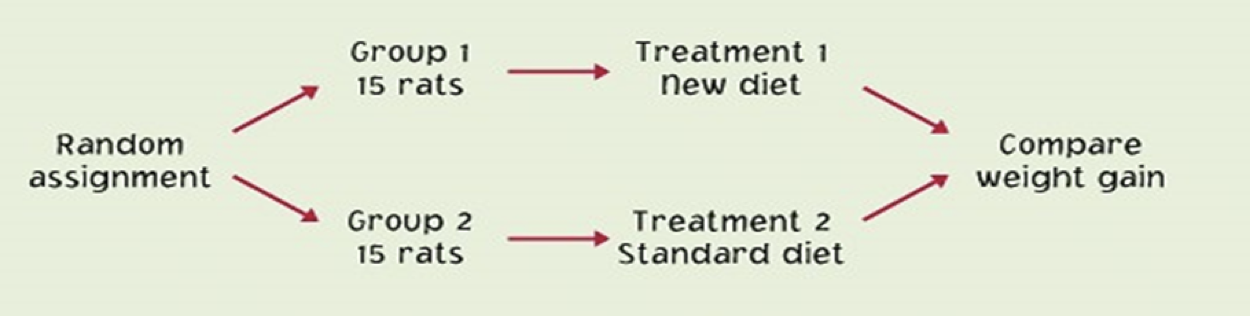 Random
assignment
Group 1
15 rats
Treatment 1
New diet
Group 2
15 rats
Treatment 2
Standard diet
Compare
weight gain